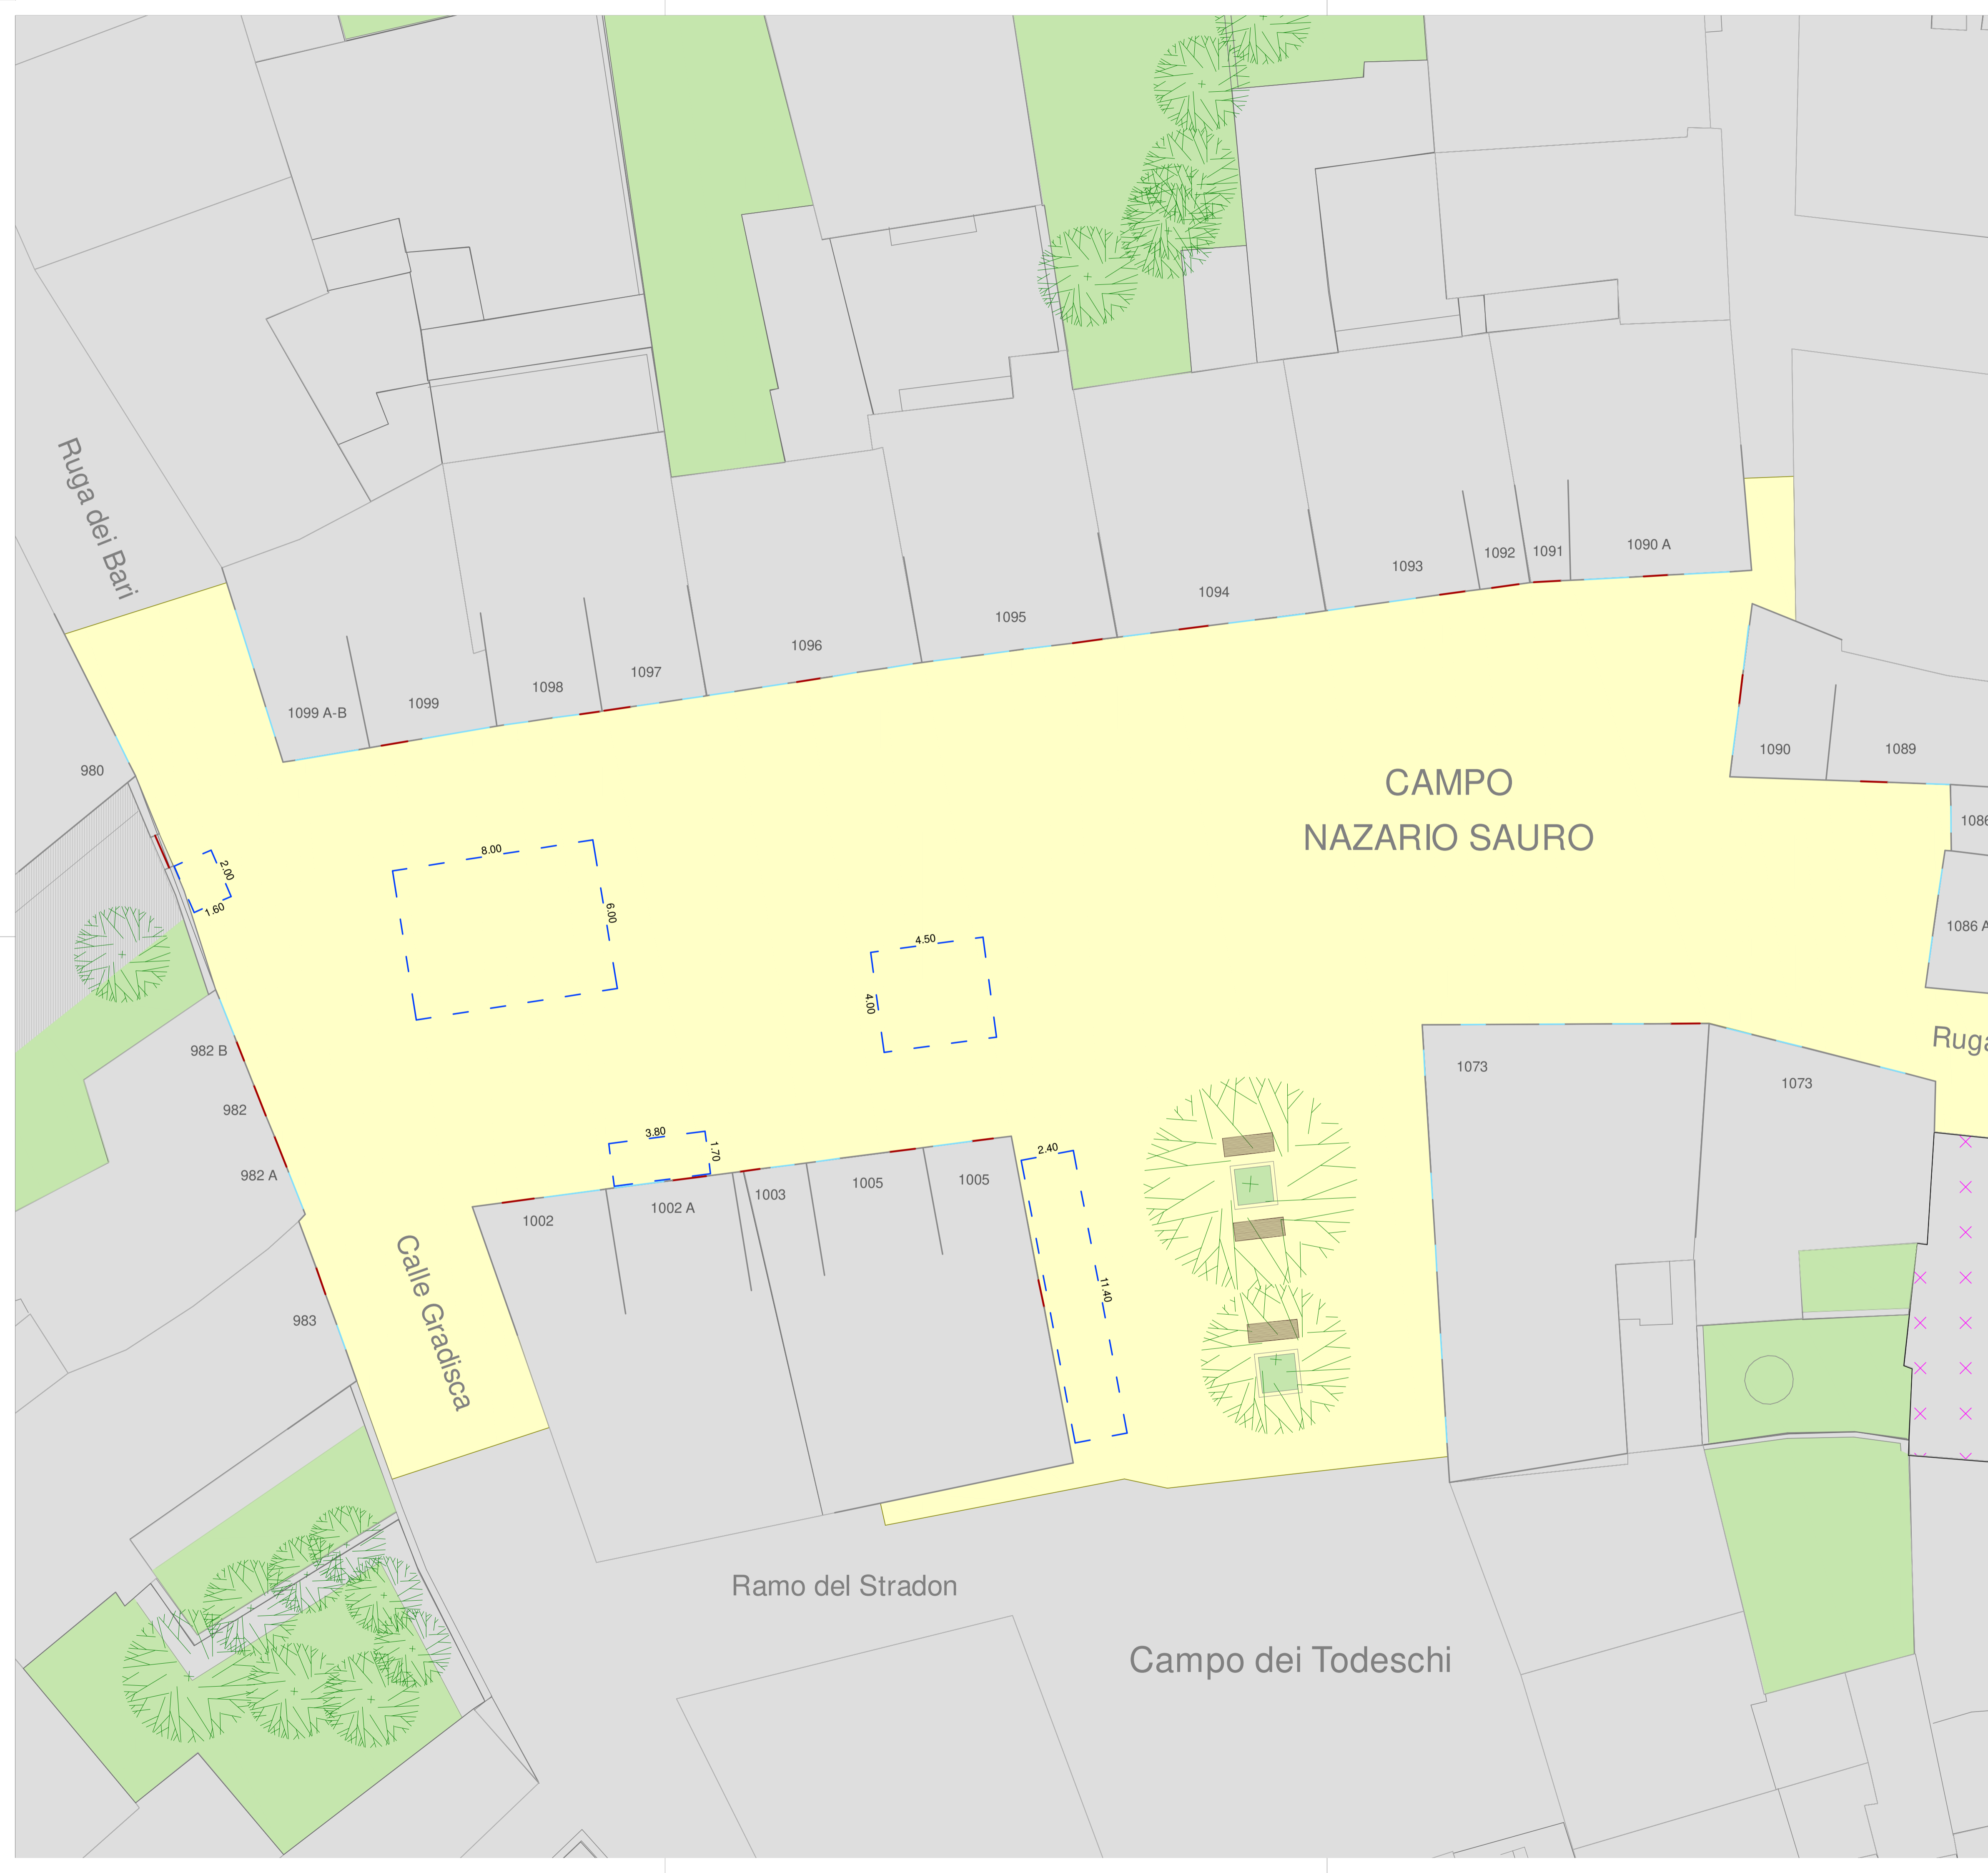 Ruga dei Bari
1090 A
1091
1092
1093
1094
1095
1096
1097
1098
1099
1099 A-B
980
1090
1089
1086
1086 A
CAMPO
NAZARIO SAURO
2.00
1.60
8.00
6.00
4.50
4.00
Ruga
982 B
982
982 A
983
3.80
1.70
2.40
11.40
1002
1002 A
1003
1005
1005
1073
1073
Calle Gradisca
Ramo del Stradon
Campo dei Todeschi